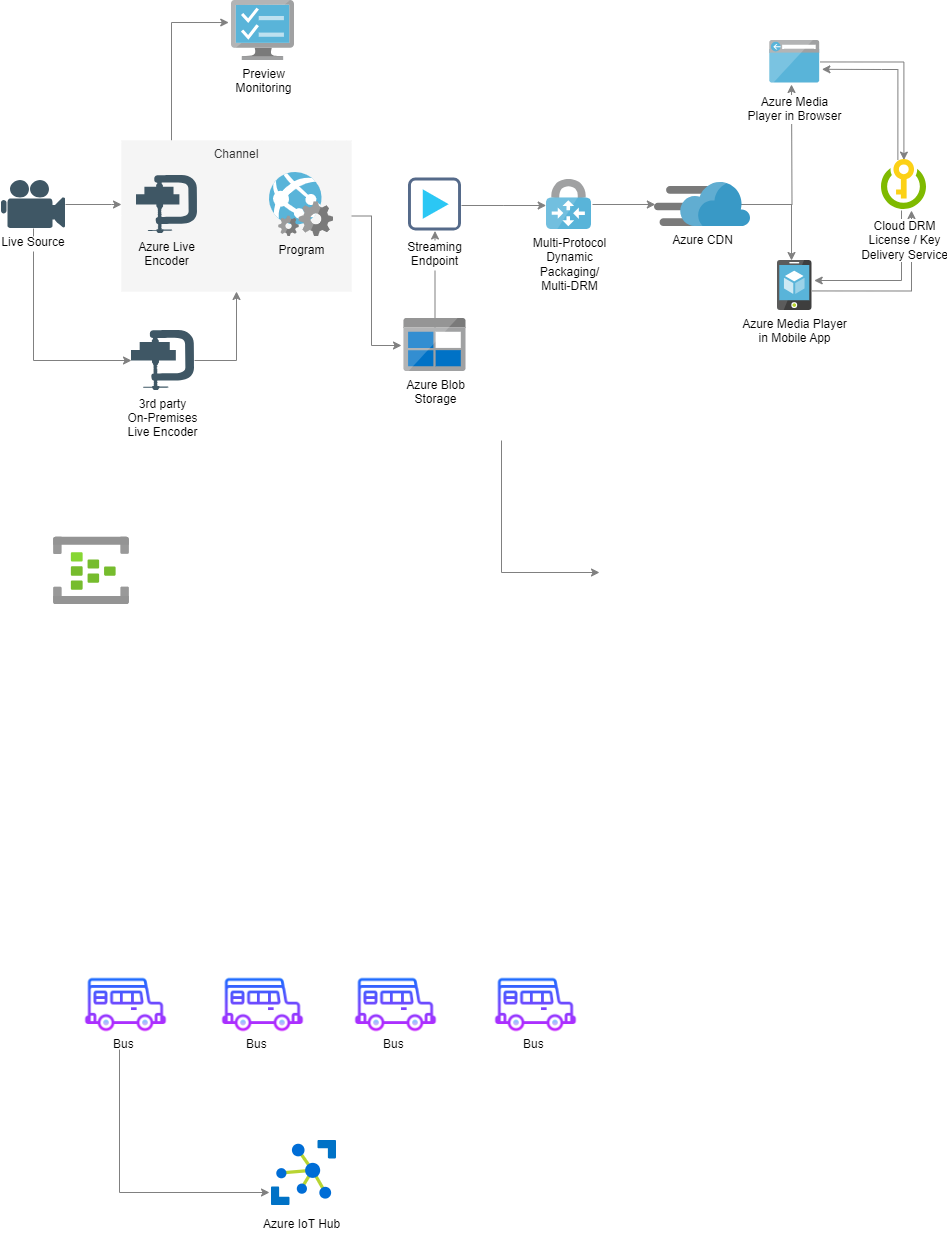 Preview
Monitoring
Azure Media
Player in Browser
Channel
Live Source
Azure Live
Encoder
Program
Streaming
Endpoint
Multi-Protocol
Dynamic
Packaging/
Multi-DRM
Azure CDN
Cloud DRM
License / Key
Delivery Service
Azure Media Player
in Mobile App
Azure Blob
Storage
3rd party
On-Premises
Live Encoder
Bus
Bus
Bus
Bus
Azure IoT Hub